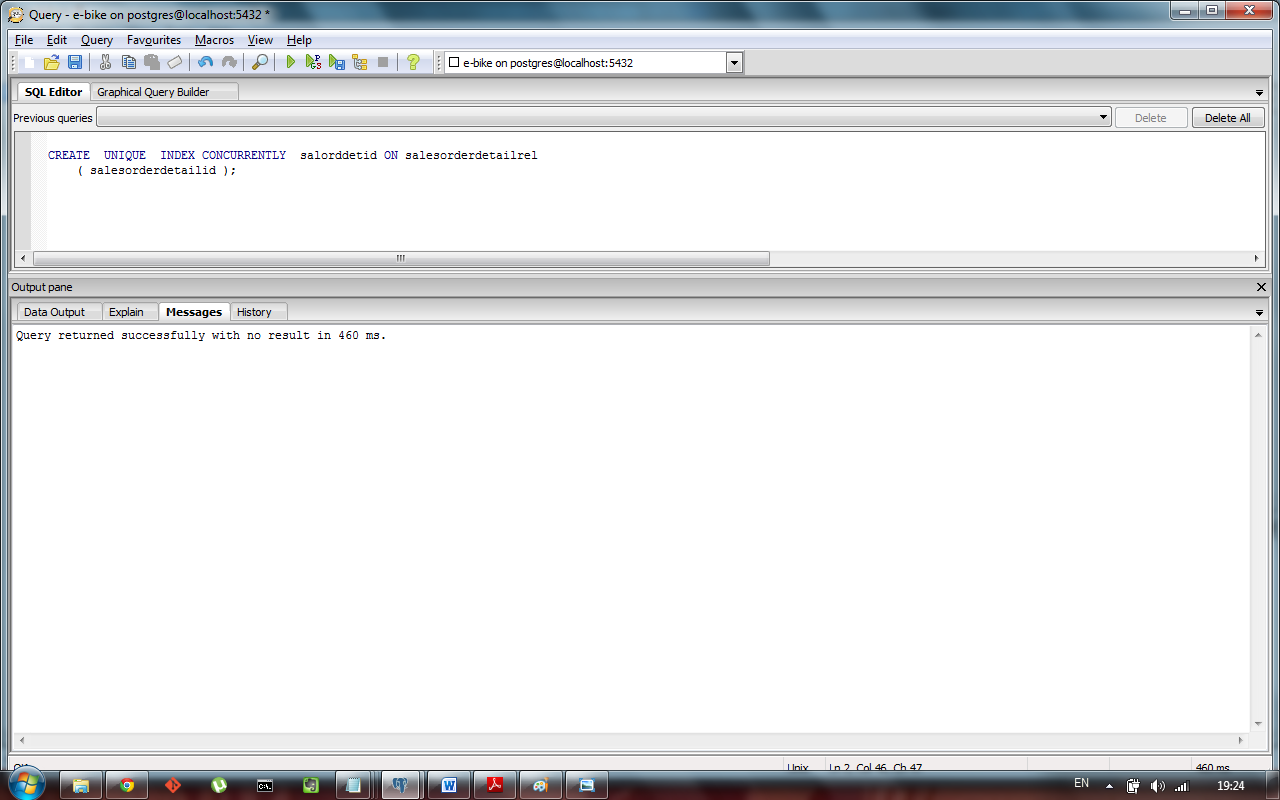 Query - e-bike on postgres@localhost:5432 *
File Edit Query Favourites Macros View Help
e-bike on postgres@localhost:5432
SQL Editor Graphical Query Builder
Previous queries Delete Delete All
CREATE  UNIQUE  INDEX CONCURRENTLY  salorddetid ON salesorderdetailrel
( salesorderdetailid );
Output pane
Data Output Explain Messages History
Query returned successfully with no result in 460 ms.
Unix Ln 2, Col 46, Ch 47 460 ms
EN 19:24